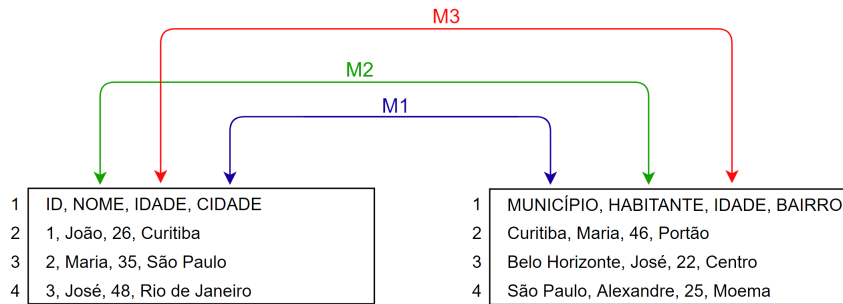 M3
M2
M1
1 ID, NOME, IDADE, CIDADE
2 1, João, 26, Curitiba
3 2, Maria, 35, São Paulo
4 3, José, 48, Rio de Janeiro
1 MUNICÍPIO, HABITANTE, IDADE, BAIRRO
2 Curitiba, Maria, 46, Portão
3 Belo Horizonte, José, 22, Centro
4 São Paulo, Alexandre, 25, Moema